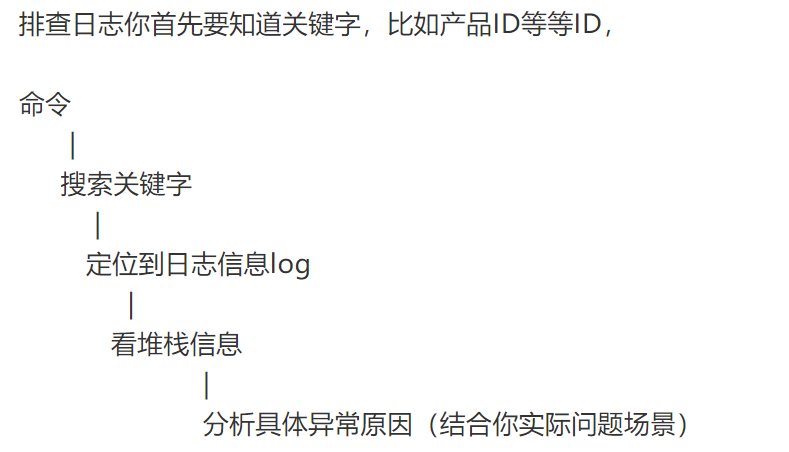 排查日志你首先要知道关键字，比如产品ID等等ID，
命令
|
搜索关键字
|
定位到日志信息log
|
看堆栈信息
|
分析具体异常原因（结合你实际问题场景）